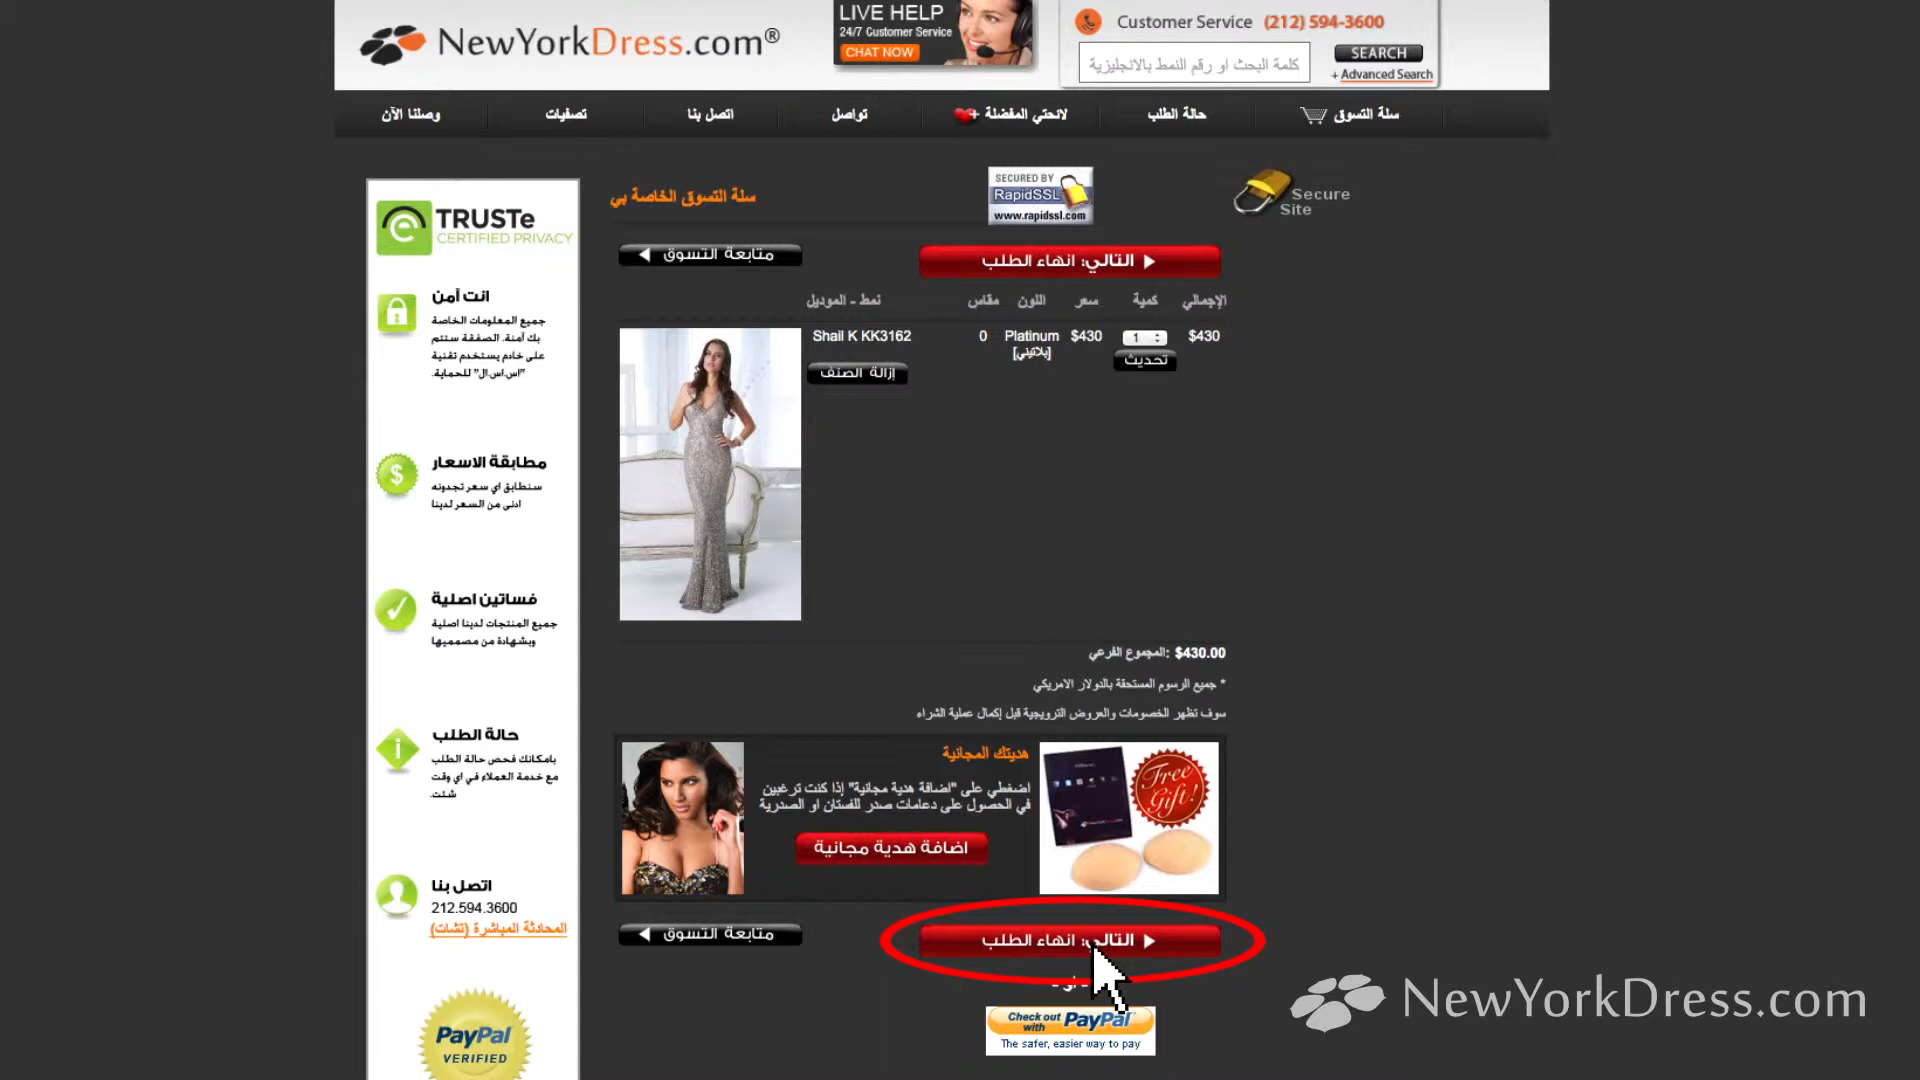 NewYorkDress.com®
LIVE HELP
24/7 Customer Service
CHAT NOW
Customer Service (212) 594-3600
كلمة البحث او رقم النمط بالانجليزية
SEARCH
+ Advanced Search
سلة التسوق
حالة الطلب
لائحتي المفضلة
تواصل
اتصل بنا
تصفيات
وصلنا الآن
TRUSTe
CERTIFIED PRIVACY
انت آمن
جميع المعلومات الخاصة
بك آمنة. الصفقة ستتم
على خادم يستخدم تقنية
"اس.اس.ال" للحماية.
مطابقة الاسعار
سنطابق اي سعر تجدونه
ادنى من السعر لدينا
فساتين اصلية
جميع المنتجات لدينا اصلية
وبشهادة من مصمميها
حالة الطلب
بامكانك فحص حالة الطلب
مع خدمة العملاء في اي وقت
شئت.
اتصل بنا
212.594.3600
المحادثة المباشرة (تشات)
PayPal
VERIFIED
سلة التسوق الخاصة بي
SECURED BY
RapidSSL
www.rapidssl.com
Secure
Site
متابعة التسوق
التالي: انهاء الطلب
الإجمالي
كمية
سعر
اللون
مقاس
نمط - الموديل
Shail K KK3162
0
Platinum
[بلاتيني]
$430
1
$430
تحديث
إزالة الصنف
المجموع الفرعي: $430.00
* جميع الرسوم المستحقة بالدولار الامريكي
سوف تظهر الخصومات والعروض الترويجية قبل إكمال عملية الشراء
هديتك المجانية
اضغطي على "اضافة هدية مجانية" إذا كنت ترغبين
في الحصول على دعامات صدر للفستان او الصدرية
اضافة هدية مجانية
Free
Gift!
متابعة التسوق
التالي: انهاء الطلب
Check out
with PayPal
The safer, easier way to pay
NewYorkDress.com